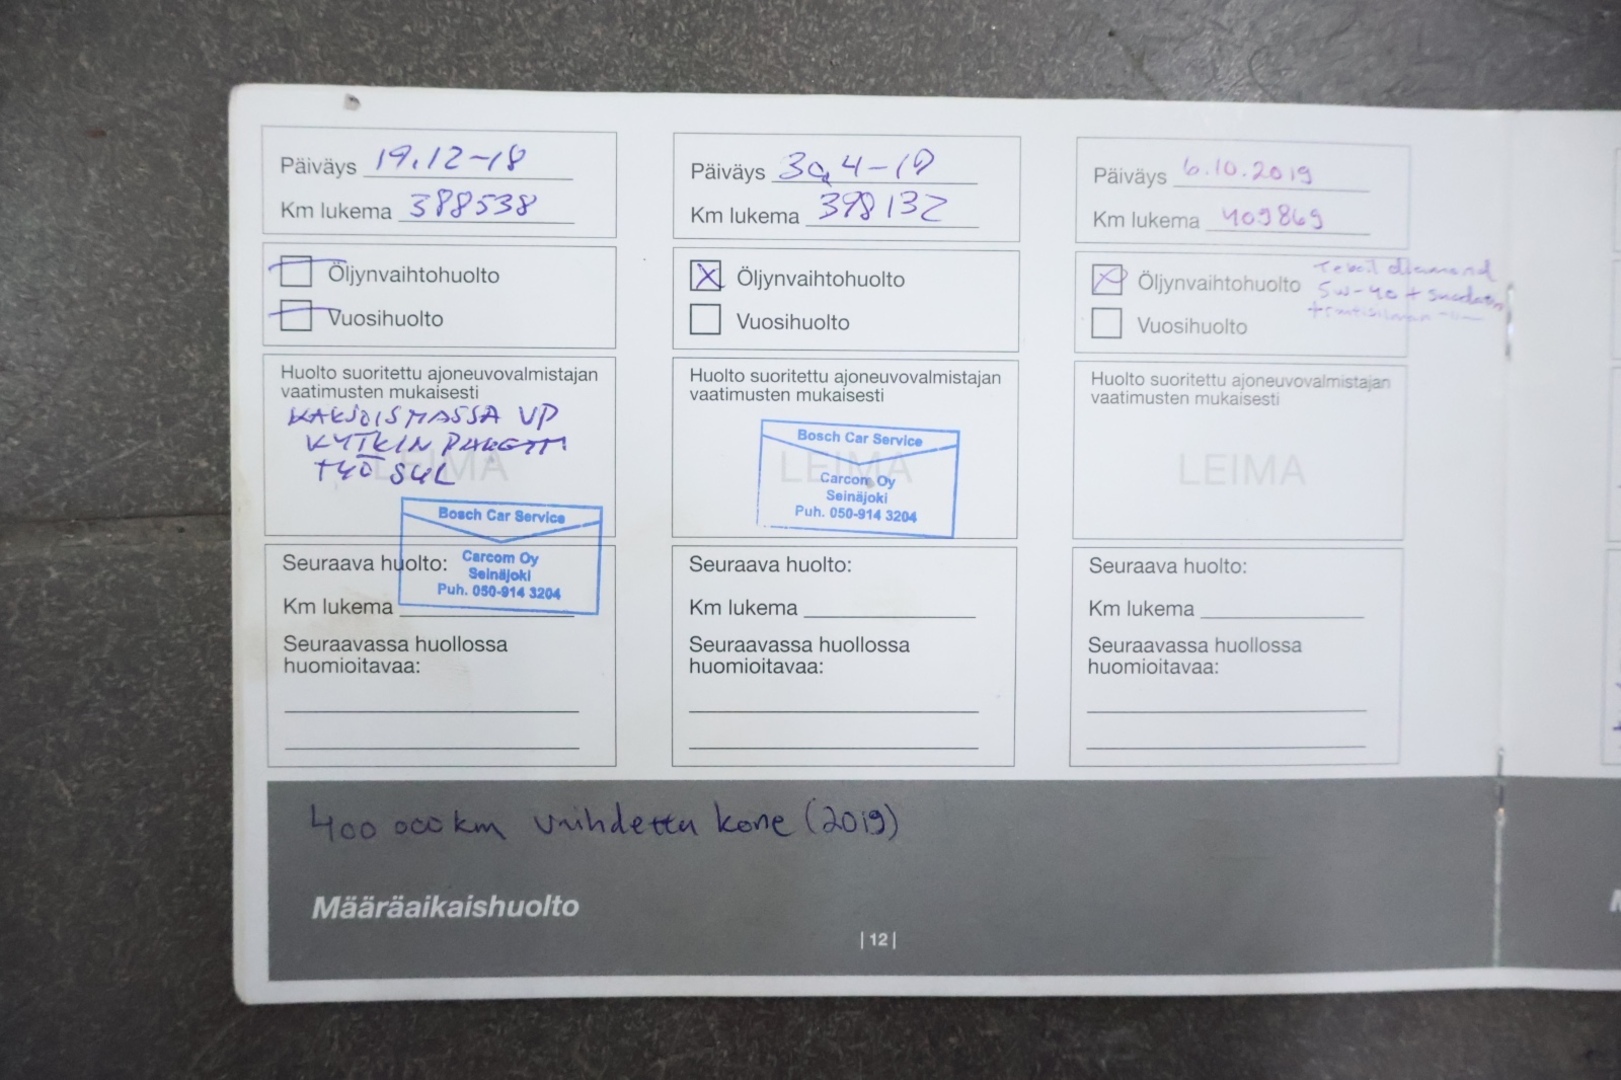 Päiväys 19.12-18
Km lukema 388538
Öljynvaihtohuolto
Vuosihuolto
Huolto suoritettu ajoneuvovalmistajan
vaatimusten mukaisesti
KAKSOISMASSA VP
KYTKIN PAKETTI
TYÖ SUL
LEIMA
Bosch Car Service
Carcom Oy
Seinäjoki
Puh. 050-914 3204
Seuraava huolto:
Km lukema
Seuraavassa huollossa
huomioitavaa:
Päiväys 30.4-19
Km lukema 398132
Öljynvaihtohuolto
Vuosihuolto
Huolto suoritettu ajoneuvovalmistajan
vaatimusten mukaisesti
LEIMA
Bosch Car Service
Carcom Oy
Seinäjoki
Puh. 050-914 3204
Seuraava huolto:
Km lukema
Seuraavassa huollossa
huomioitavaa:
Päiväys 6.10.2019
Km lukema 409869
Öljynvaihtohuolto
Teboil diamond
5w-40 + suodatin
Vuosihuolto
Huolto suoritettu ajoneuvovalmistajan
vaatimusten mukaisesti
LEIMA
Seuraava huolto:
Km lukema
Seuraavassa huollossa
huomioitavaa:
400 000 km vaihdettu kone (2019)
Määräaikaishuolto
| 12 |